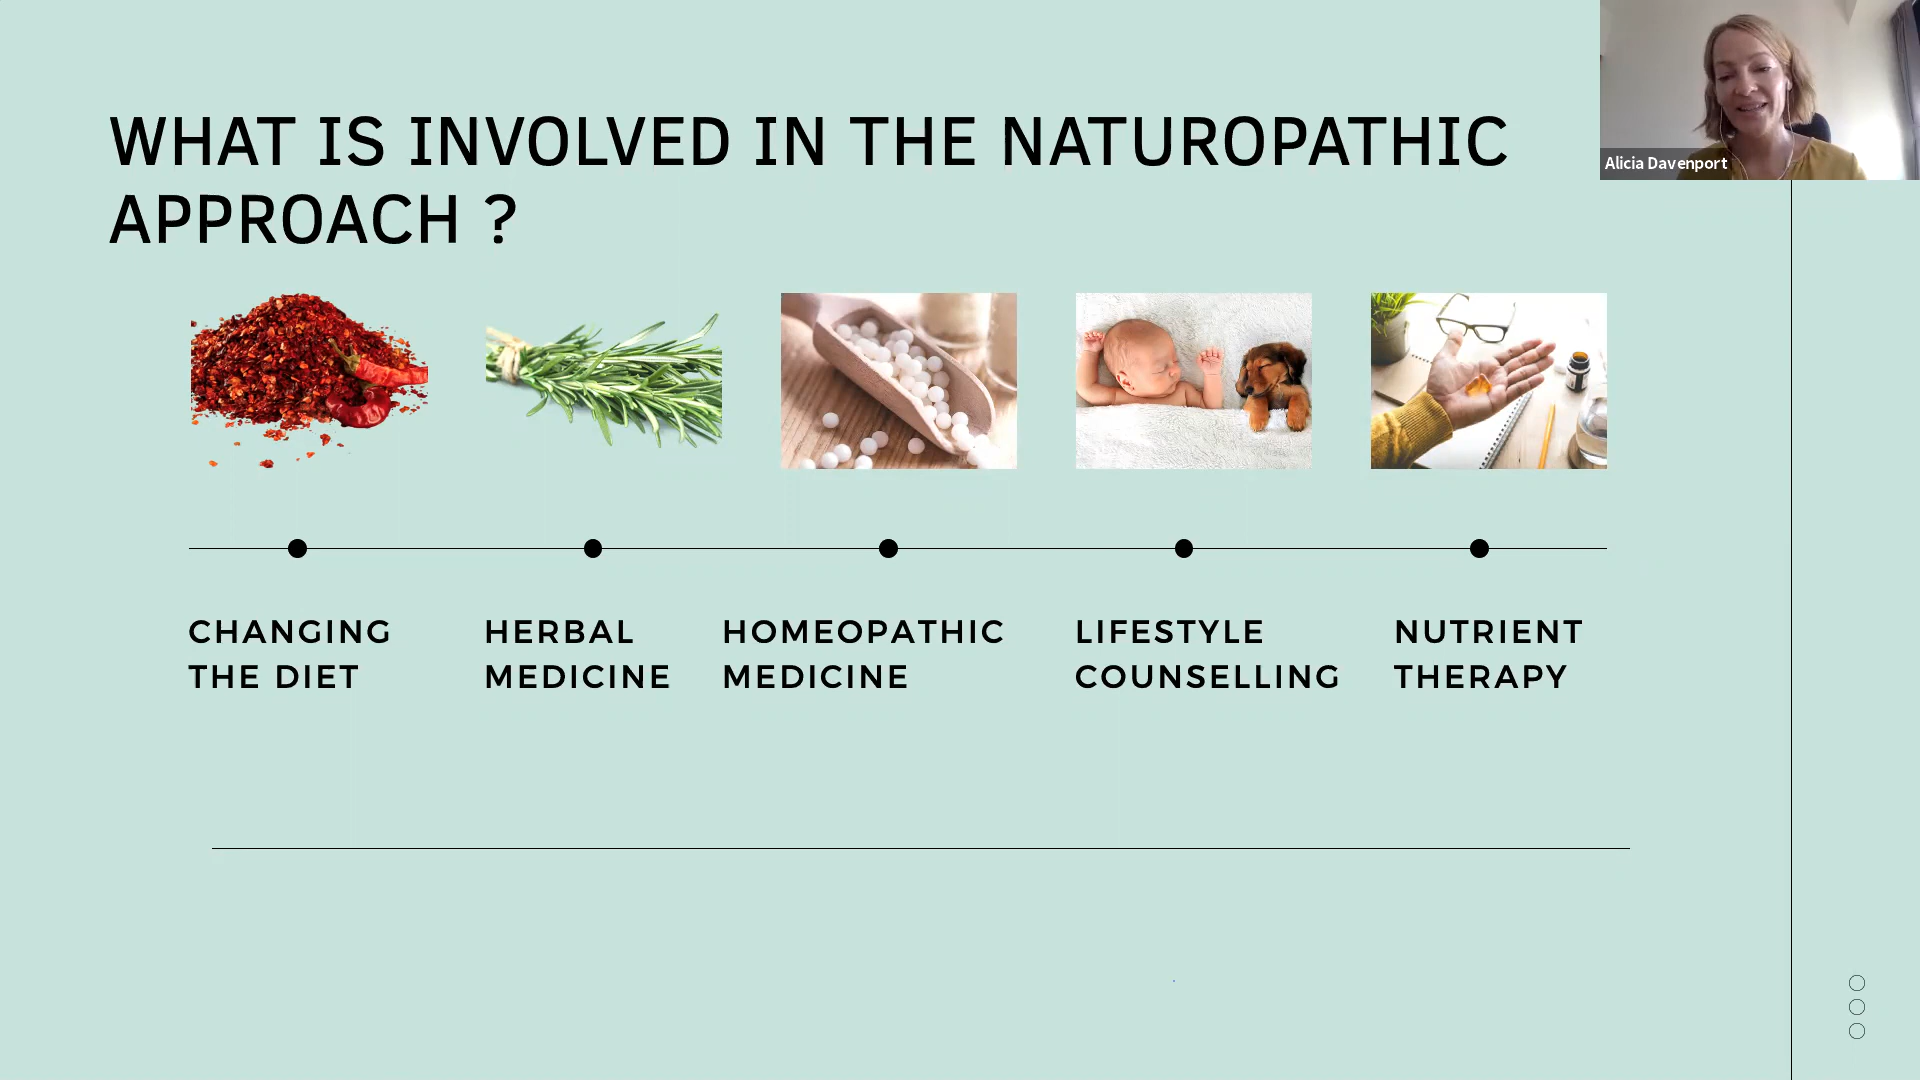 WHAT IS INVOLVED IN THE NATUROPATHIC
APPROACH ?
Alicia Davenport
CHANGING
THE DIET
HERBAL
MEDICINE
HOMEOPATHIC
MEDICINE
LIFESTYLE
COUNSELLING
NUTRIENT
THERAPY